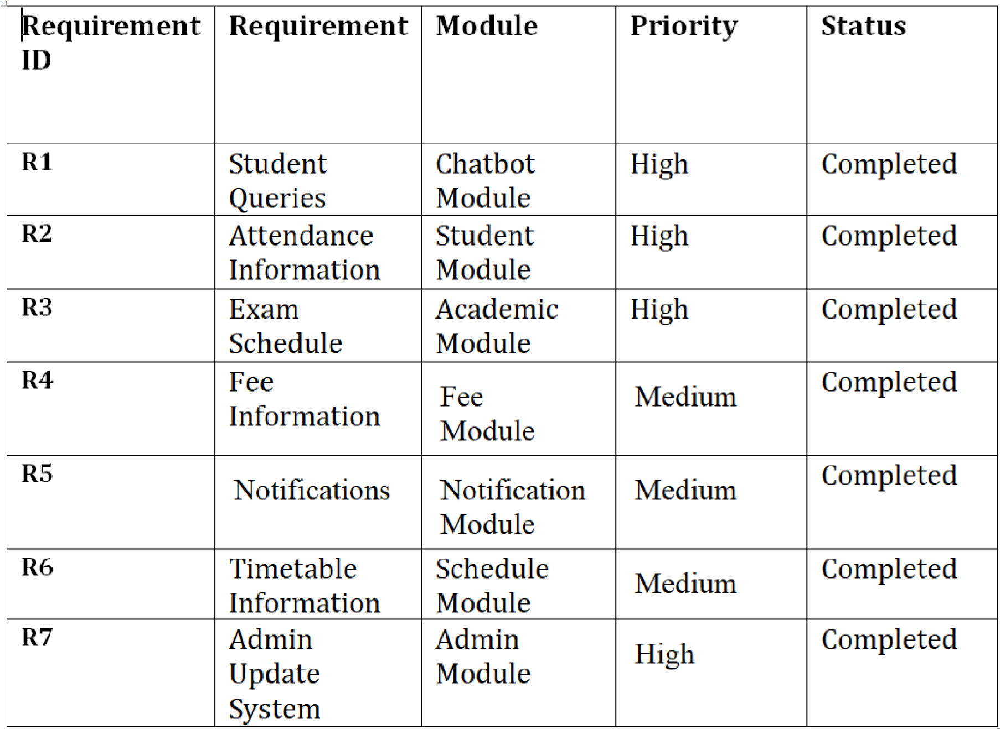 Requirement ID | Requirement | Module | Priority | Status
R1 | Student Queries | Chatbot Module | High | Completed
R2 | Attendance Information | Student Module | High | Completed
R3 | Exam Schedule | Academic Module | High | Completed
R4 | Fee Information | Fee Module | Medium | Completed
R5 | Notifications | Notification Module | Medium | Completed
R6 | Timetable Information | Schedule Module | Medium | Completed
R7 | Admin Update System | Admin Module | High | Completed